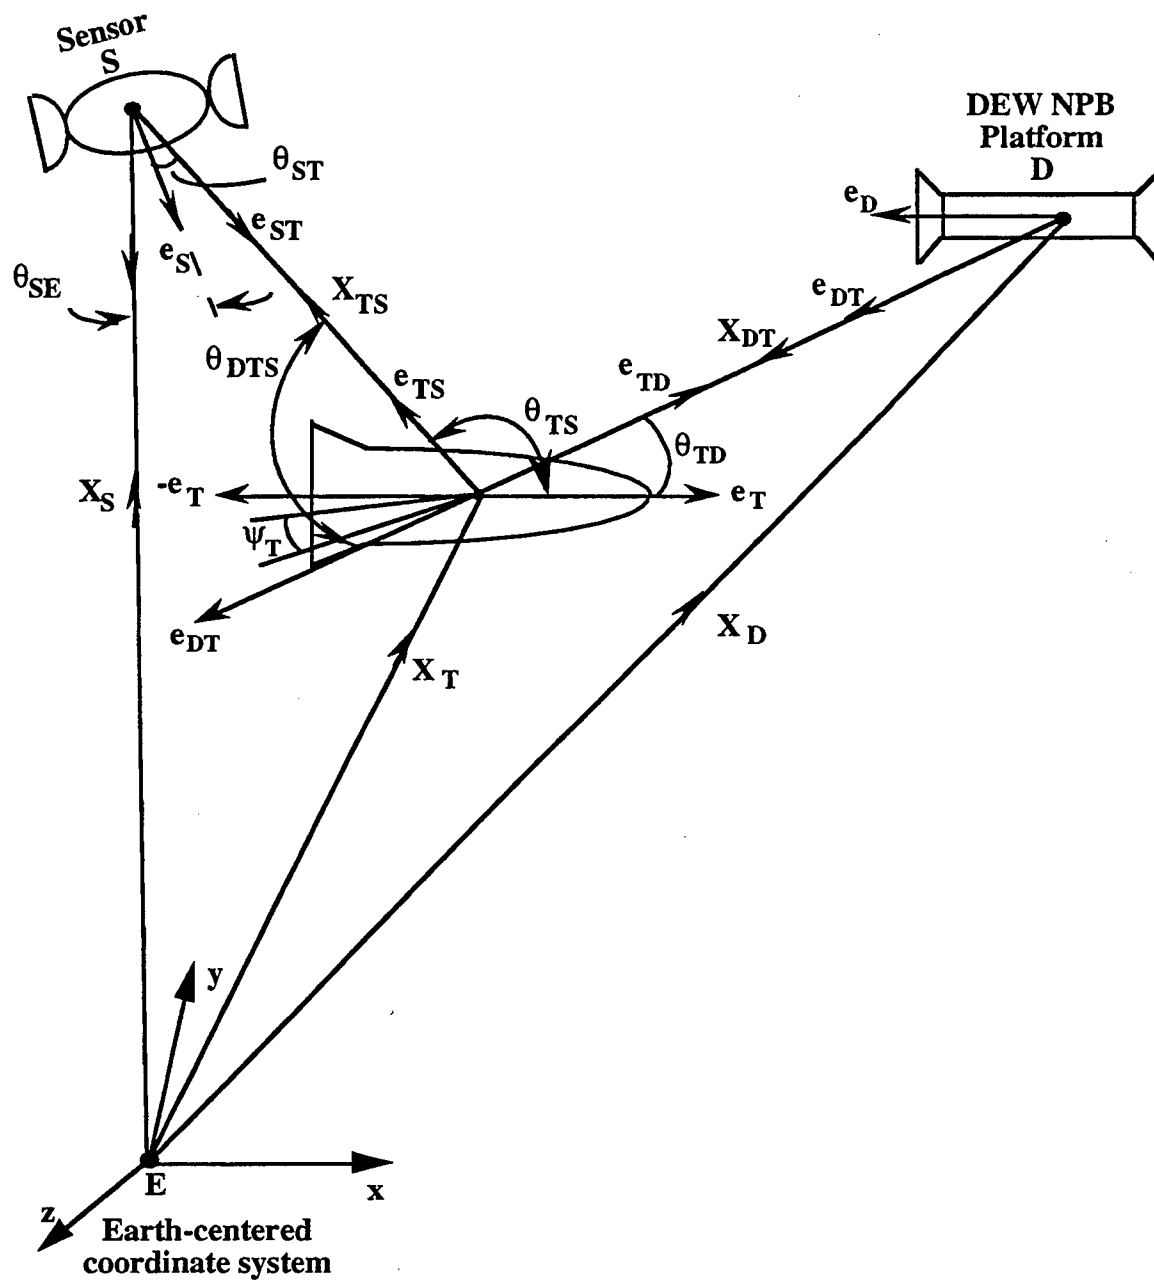 Sensor
S
DEW NPB
Platform
D
θST
eD
eST
eS
θSE
XTS
eDT
XDT
θDTS
eTD
eTS
θTS
θTD
XS
-eT
eT
ψT
eDT
XD
XT
y
E
x
z
Earth-centered
coordinate system